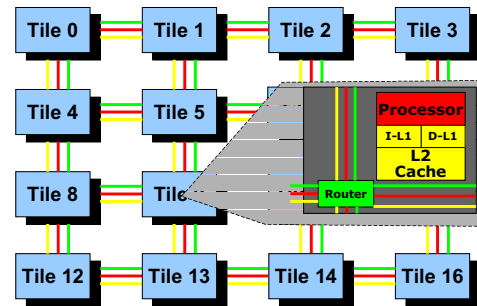 Tile 0 Tile 1 Tile 2 Tile 3
Tile 4 Tile 5
Processor
I-L1 D-L1
L2
Cache
Tile 8 Tile
Router
Tile 12 Tile 13 Tile 14 Tile 16